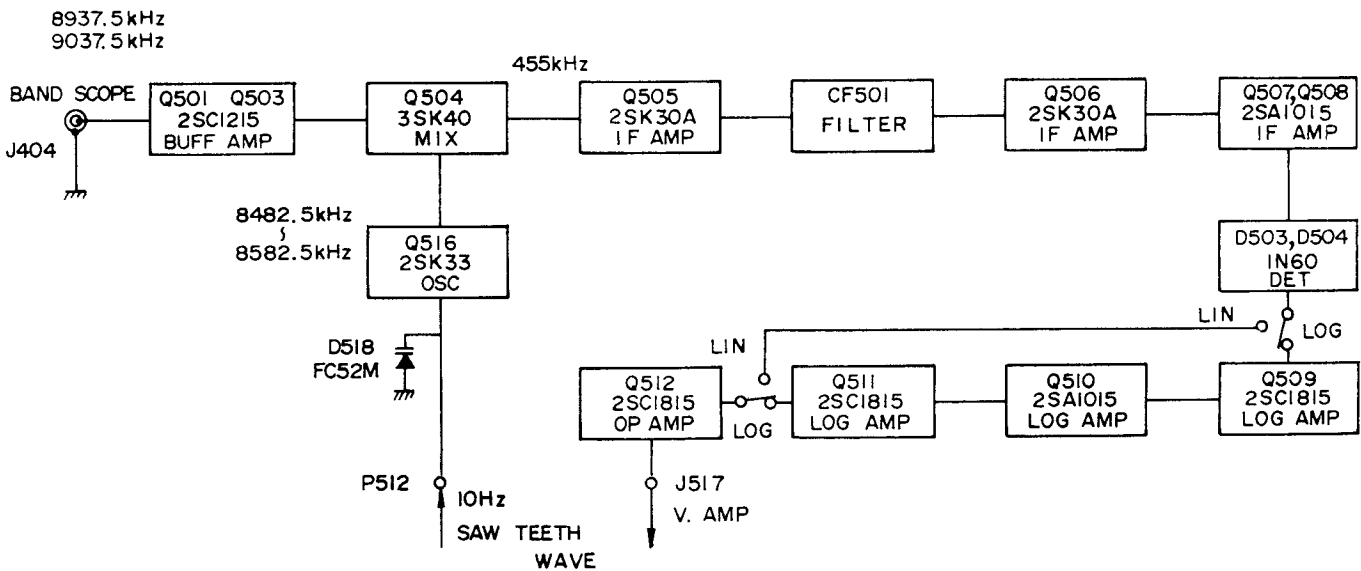 8937.5kHz
9037.5kHz
BAND SCOPE
J404
Q501 Q503
2SC1215
BUFF AMP
Q504
3SK40
MIX
455kHz
Q505
2SK30A
IF AMP
CF501
FILTER
Q506
2SK30A
IF AMP
Q507,Q508
2SA1015
IF AMP
8482.5kHz
~
8582.5kHz
Q516
2SK33
OSC
D503,D504
IN60
DET
LIN
LOG
D518
FC52M
LIN
LOG
Q512
2SC1815
OP AMP
Q511
2SC1815
LOG AMP
Q510
2SA1015
LOG AMP
Q509
2SC1815
LOG AMP
P512
10Hz
SAW TEETH
WAVE
J517
V. AMP